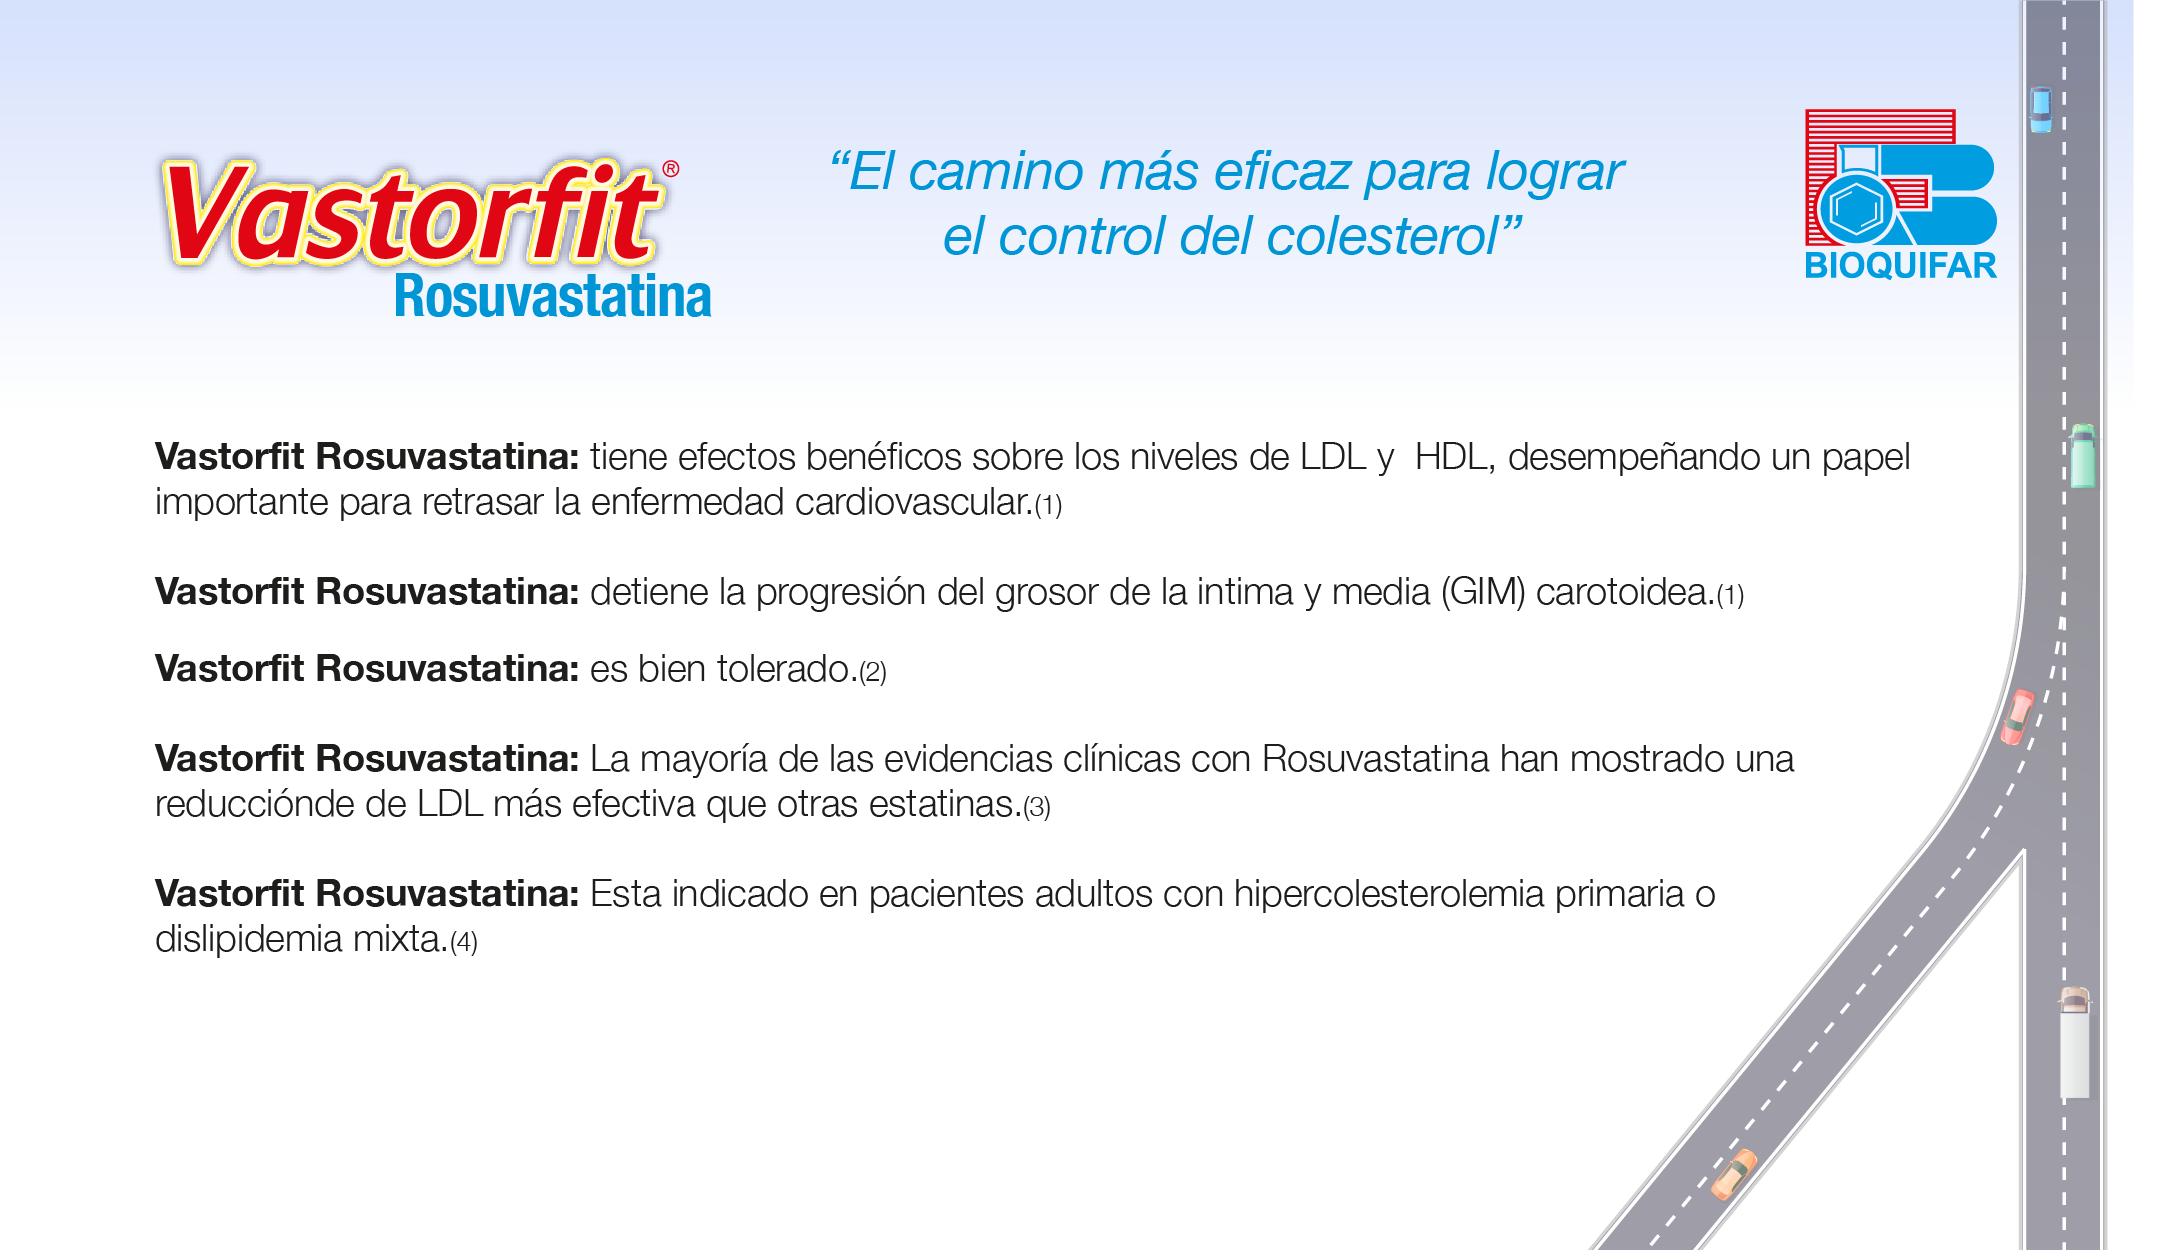 Vastorfit®
Rosuvastatina
“El camino más eficaz para lograr
el control del colesterol”
BIOQUIFAR
Vastorfit Rosuvastatina: tiene efectos benéficos sobre los niveles de LDL y  HDL, desempeñando un papel
importante para retrasar la enfermedad cardiovascular.(1)
Vastorfit Rosuvastatina: detiene la progresión del grosor de la intima y media (GIM) carotoidea.(1)
Vastorfit Rosuvastatina: es bien tolerado.(2)
Vastorfit Rosuvastatina: La mayoría de las evidencias clínicas con Rosuvastatina han mostrado una
reducciónde de LDL más efectiva que otras estatinas.(3)
Vastorfit Rosuvastatina: Esta indicado en pacientes adultos con hipercolesterolemia primaria o
dislipidemia mixta.(4)